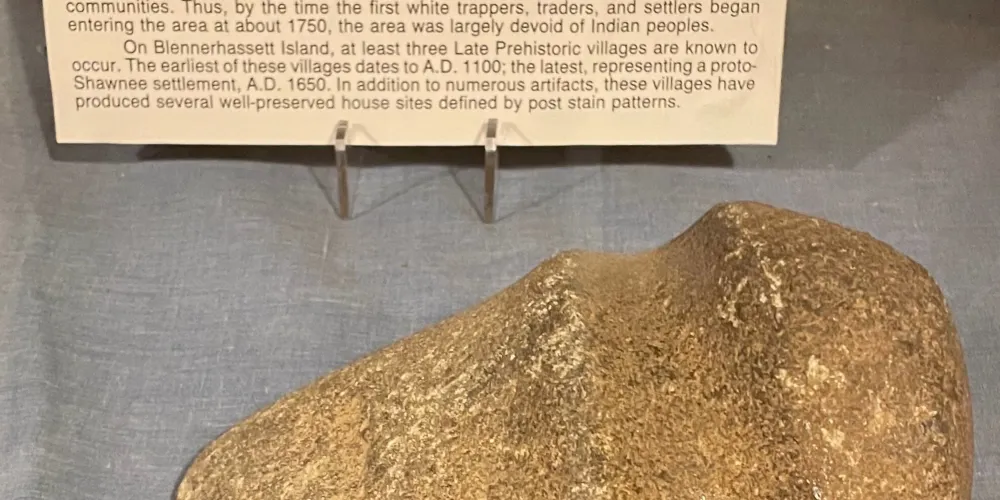 communities. Thus, by the time the first white trappers, traders, and settlers began
entering the area at about 1750, the area was largely devoid of Indian peoples.
On Blennerhassett Island, at least three Late Prehistoric villages are known to
occur. The earliest of these villages dates to A.D. 1100; the latest, representing a proto-
Shawnee settlement, A.D. 1650. In addition to numerous artifacts, these villages have
produced several well-preserved house sites defined by post stain patterns.